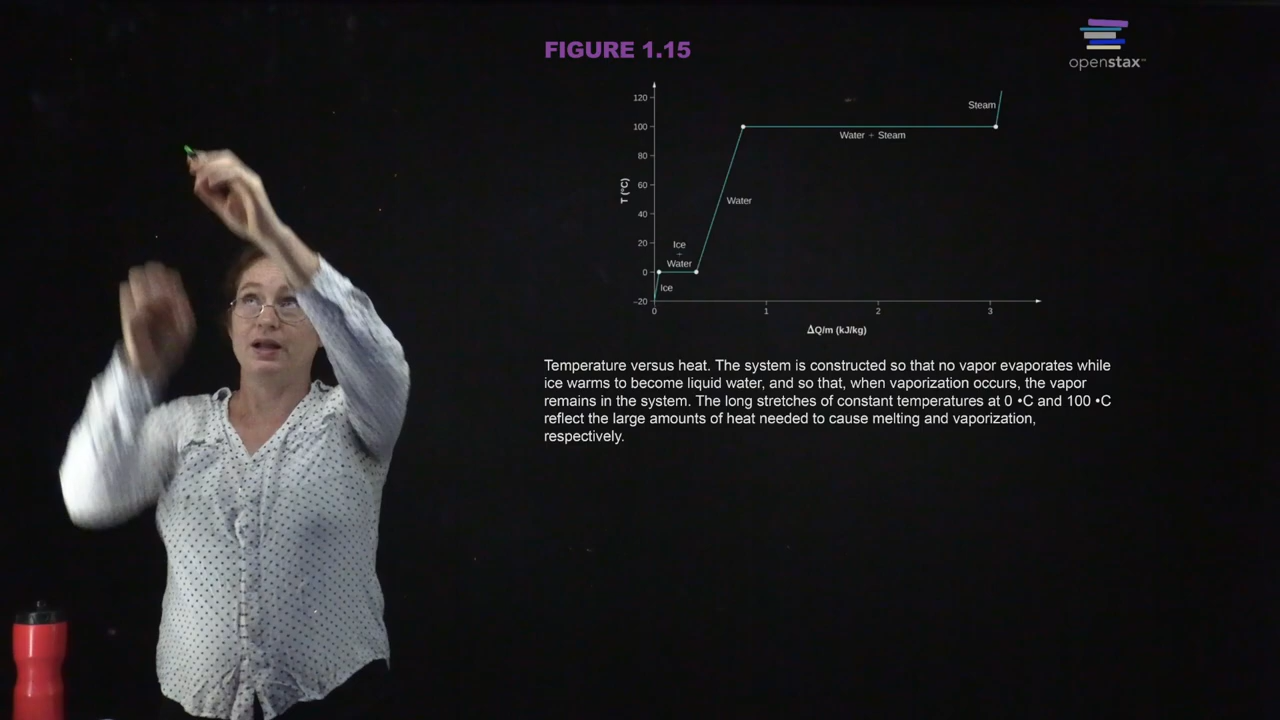 FIGURE 1.15
openstax™
120
100
80
60
40
20
0
–20
T (°C)
Steam
Water + Steam
Water
Ice
+
Water
Ice
0
1
2
3
ΔQ/m (kJ/kg)
Temperature versus heat. The system is constructed so that no vapor evaporates while
ice warms to become liquid water, and so that, when vaporization occurs, the vapor
remains in the system. The long stretches of constant temperatures at 0 •C and 100 •C
reflect the large amounts of heat needed to cause melting and vaporization,
respectively.